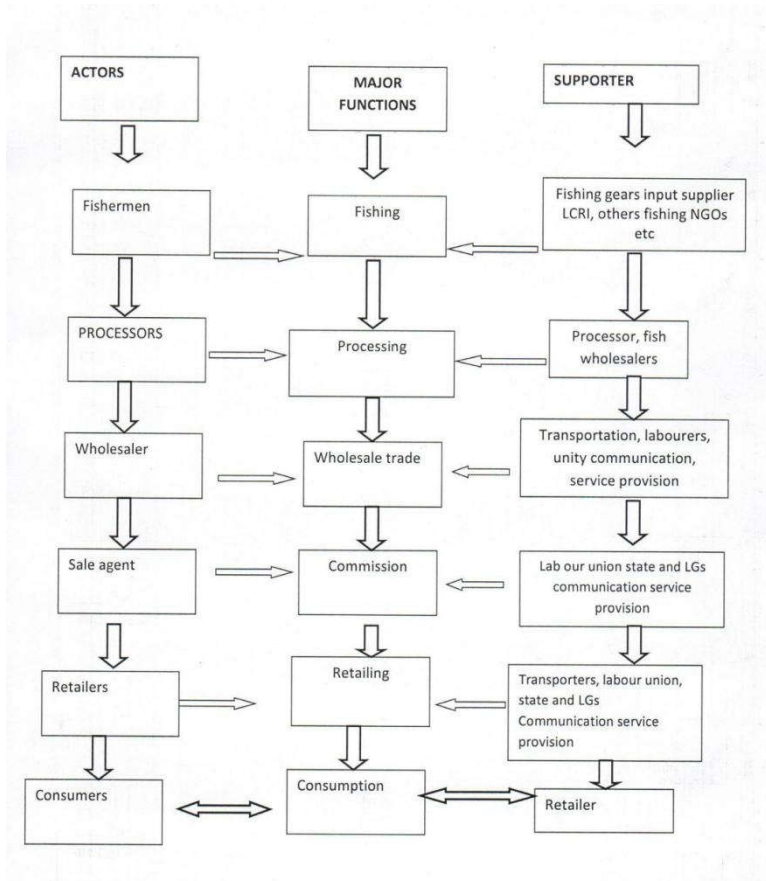 ACTORS
MAJOR
FUNCTIONS
SUPPORTER
Fishermen
Fishing
Fishing gears input supplier
LCRI, others fishing NGOs
etc
PROCESSORS
Processing
Processor, fish
wholesalers
Wholesaler
Wholesale trade
Transportation, labourers,
unity communication,
service provision
Sale agent
Commission
Lab our union state and LGs
communication service
provision
Retailers
Retailing
Transporters, labour union,
state and LGs
Communication service
provision
Consumers
Consumption
Retailer